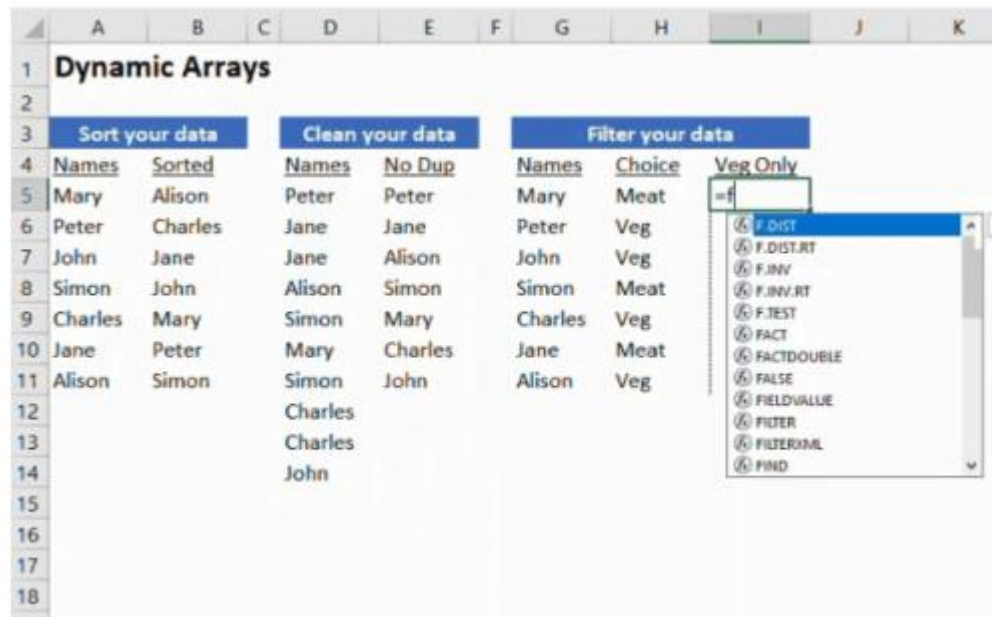 A B C D E F G H I J K
1 Dynamic Arrays
2
3 Sort your data Clean your data Filter your data
4 Names Sorted Names No Dup Names Choice Veg Only
5 Mary Alison Peter Peter Mary Meat =f
6 Peter Charles Jane Jane Peter Veg F.DIST
7 John Jane Jane Alison John Veg F.DIST.RT
F.INV
8 Simon John Alison Simon Simon Meat F.INV.RT
9 Charles Mary Simon Mary Charles Veg F.TEST
FACT
10 Jane Peter Mary Charles Jane Meat FACTDOUBLE
11 Alison Simon Simon John Alison Veg FALSE
FIELDVALUE
12 Charles FILTER
13 Charles FILTERXML
14 John FIND
15
16
17
18